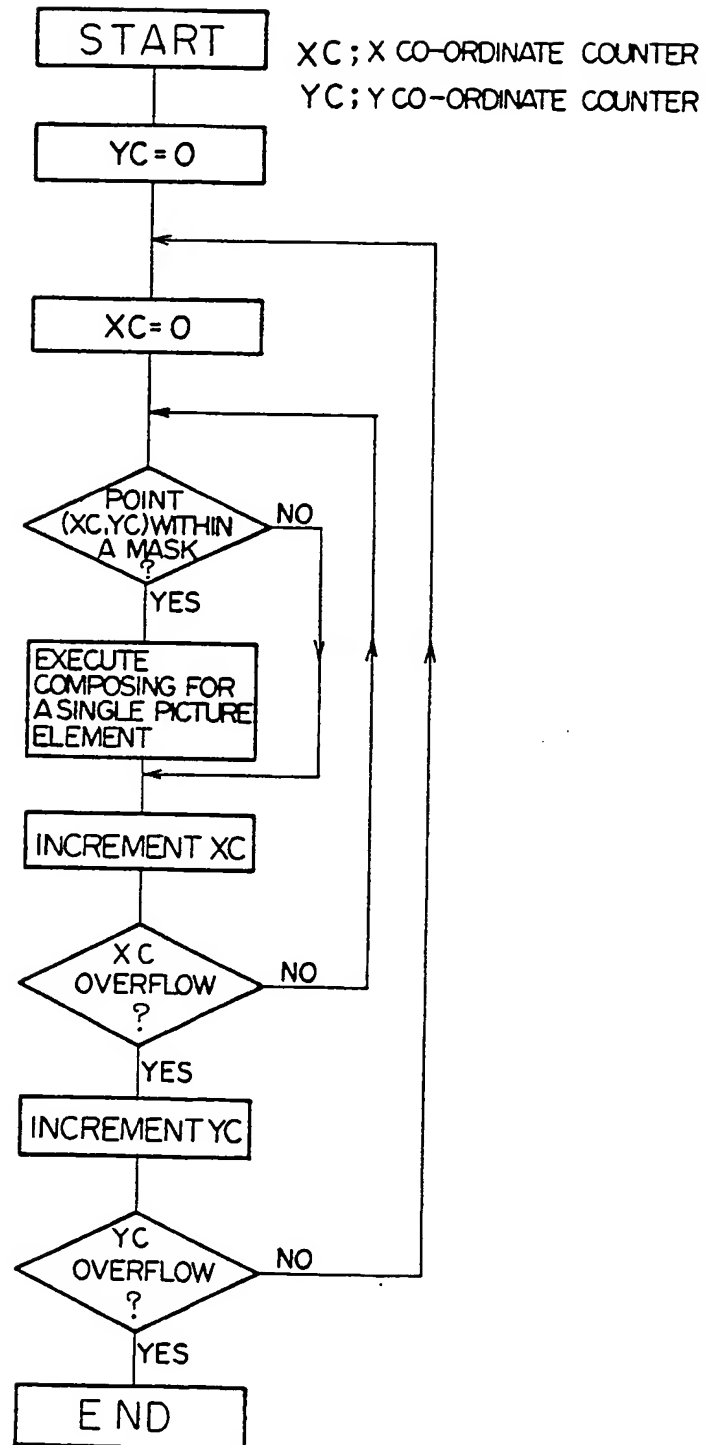 START
XC; X CO-ORDINATE COUNTER
YC; Y CO-ORDINATE COUNTER
YC=0
XC=0
POINT
(XC,YC)WITHIN
A MASK
?
NO
YES
EXECUTE
COMPOSING FOR
A SINGLE PICTURE
ELEMENT
INCREMENT XC
XC
OVERFLOW
?
NO
YES
INCREMENT YC
YC
OVERFLOW
?
NO
YES
END